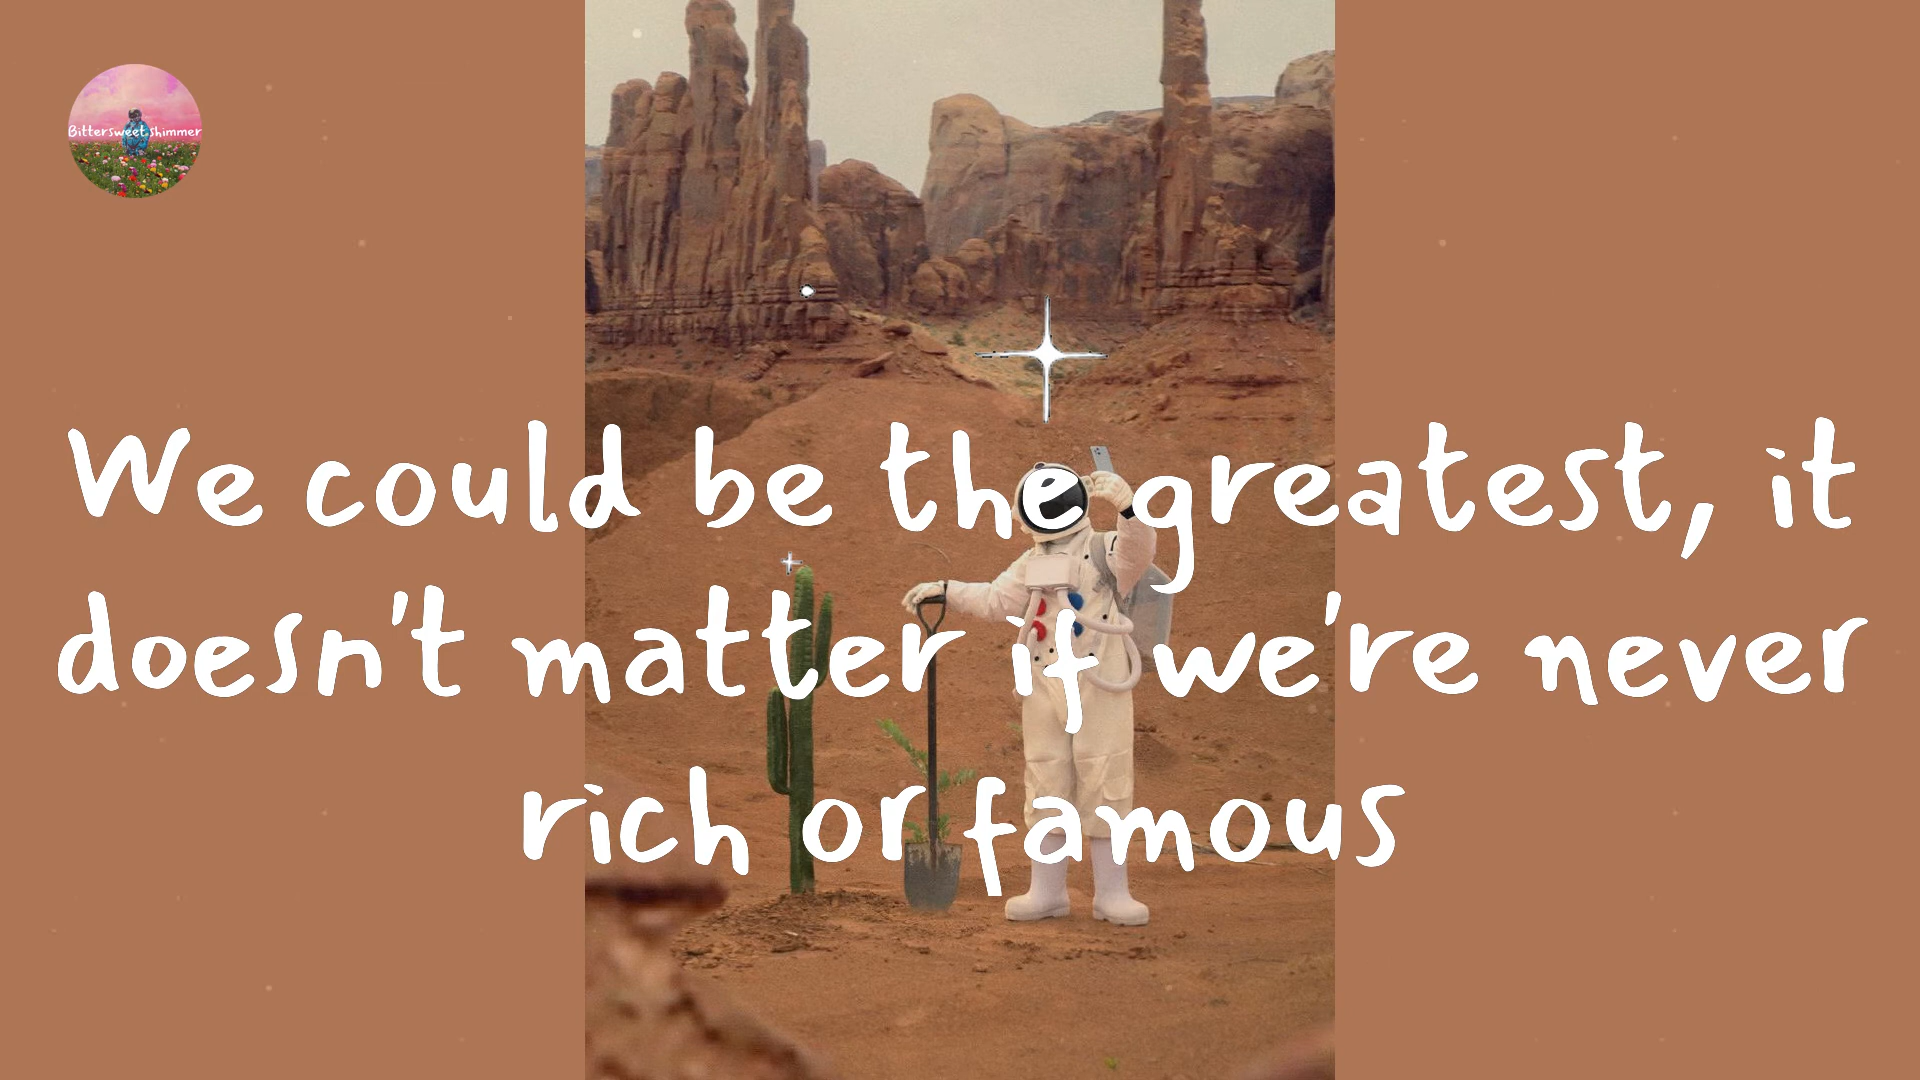 Bittersweet shimmer
We could be the greatest, it
doesn't matter if we're never
rich or famous